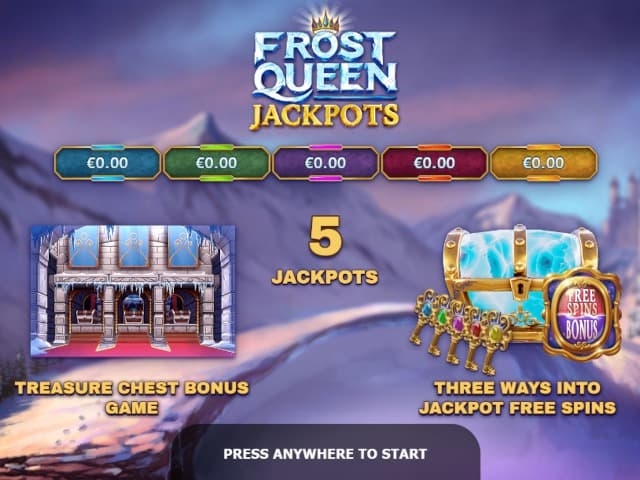 FROST
QUEEN
JACKPOTS
€0.00 €0.00 €0.00 €0.00 €0.00
5
JACKPOTS
FREE
SPINS
BONUS
TREASURE CHEST BONUS
GAME
THREE WAYS INTO
JACKPOT FREE SPINS
PRESS ANYWHERE TO START